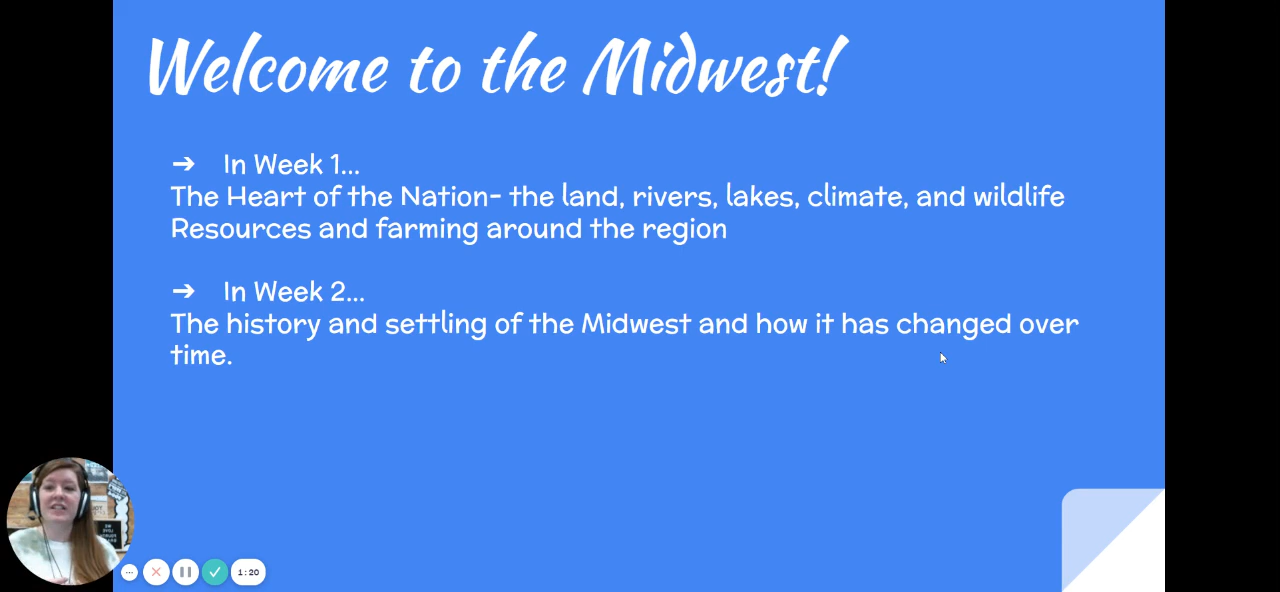 Welcome to the Midwest!
➔ In Week 1...
The Heart of the Nation- the land, rivers, lakes, climate, and wildlife
Resources and farming around the region
➔ In Week 2...
The history and settling of the Midwest and how it has changed over
time.
1:20